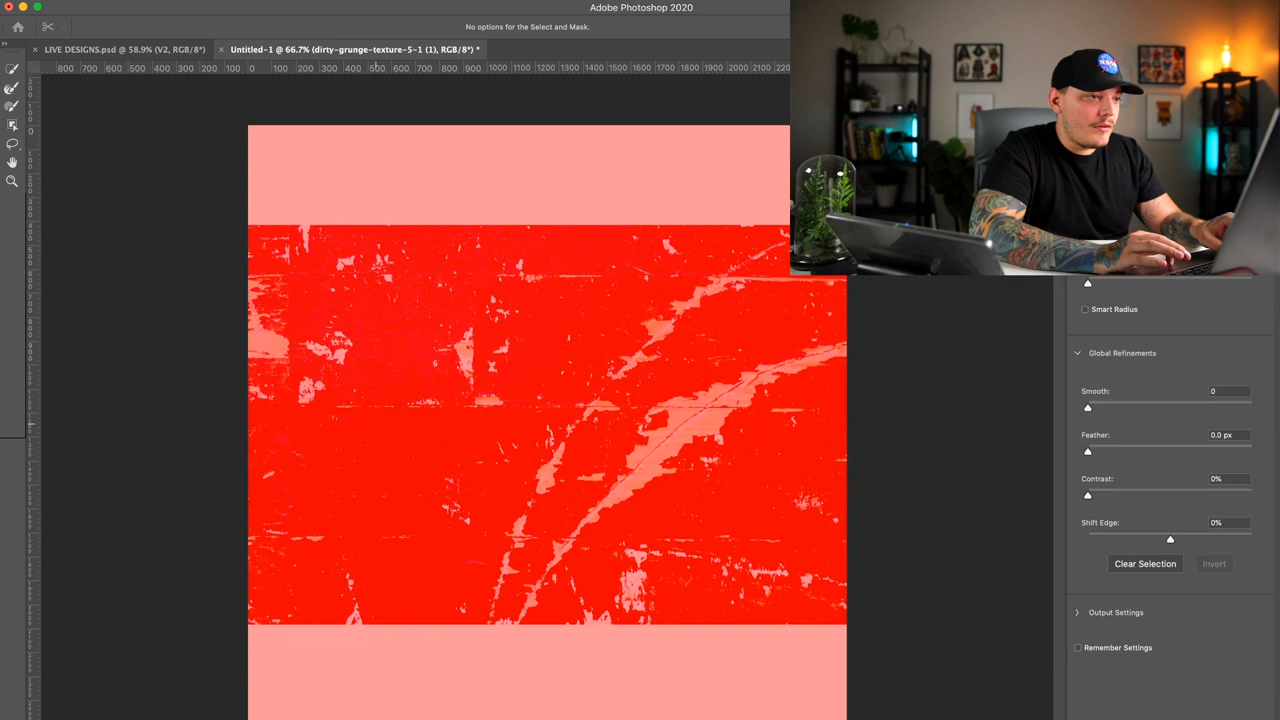 Adobe Photoshop 2020
No options for the Select and Mask.
LIVE DESIGNS.psd @ 58.9% (V2, RGB/8*)
Untitled-1 @ 66.7% (dirty-grunge-texture-5-1 (1), RGB/8*) *
800 700 600 500 400 300 200 100 0 100 200 300 400 500 600 700 800 900 1000 1100 1200 1300 1400 1500 1600 1700 1800 1900 2000 2100 220
NASA
Smart Radius
Global Refinements
Smooth: 0
Feather: 0.0 px
Contrast: 0%
Shift Edge: 0%
Clear Selection Invert
Output Settings
Remember Settings